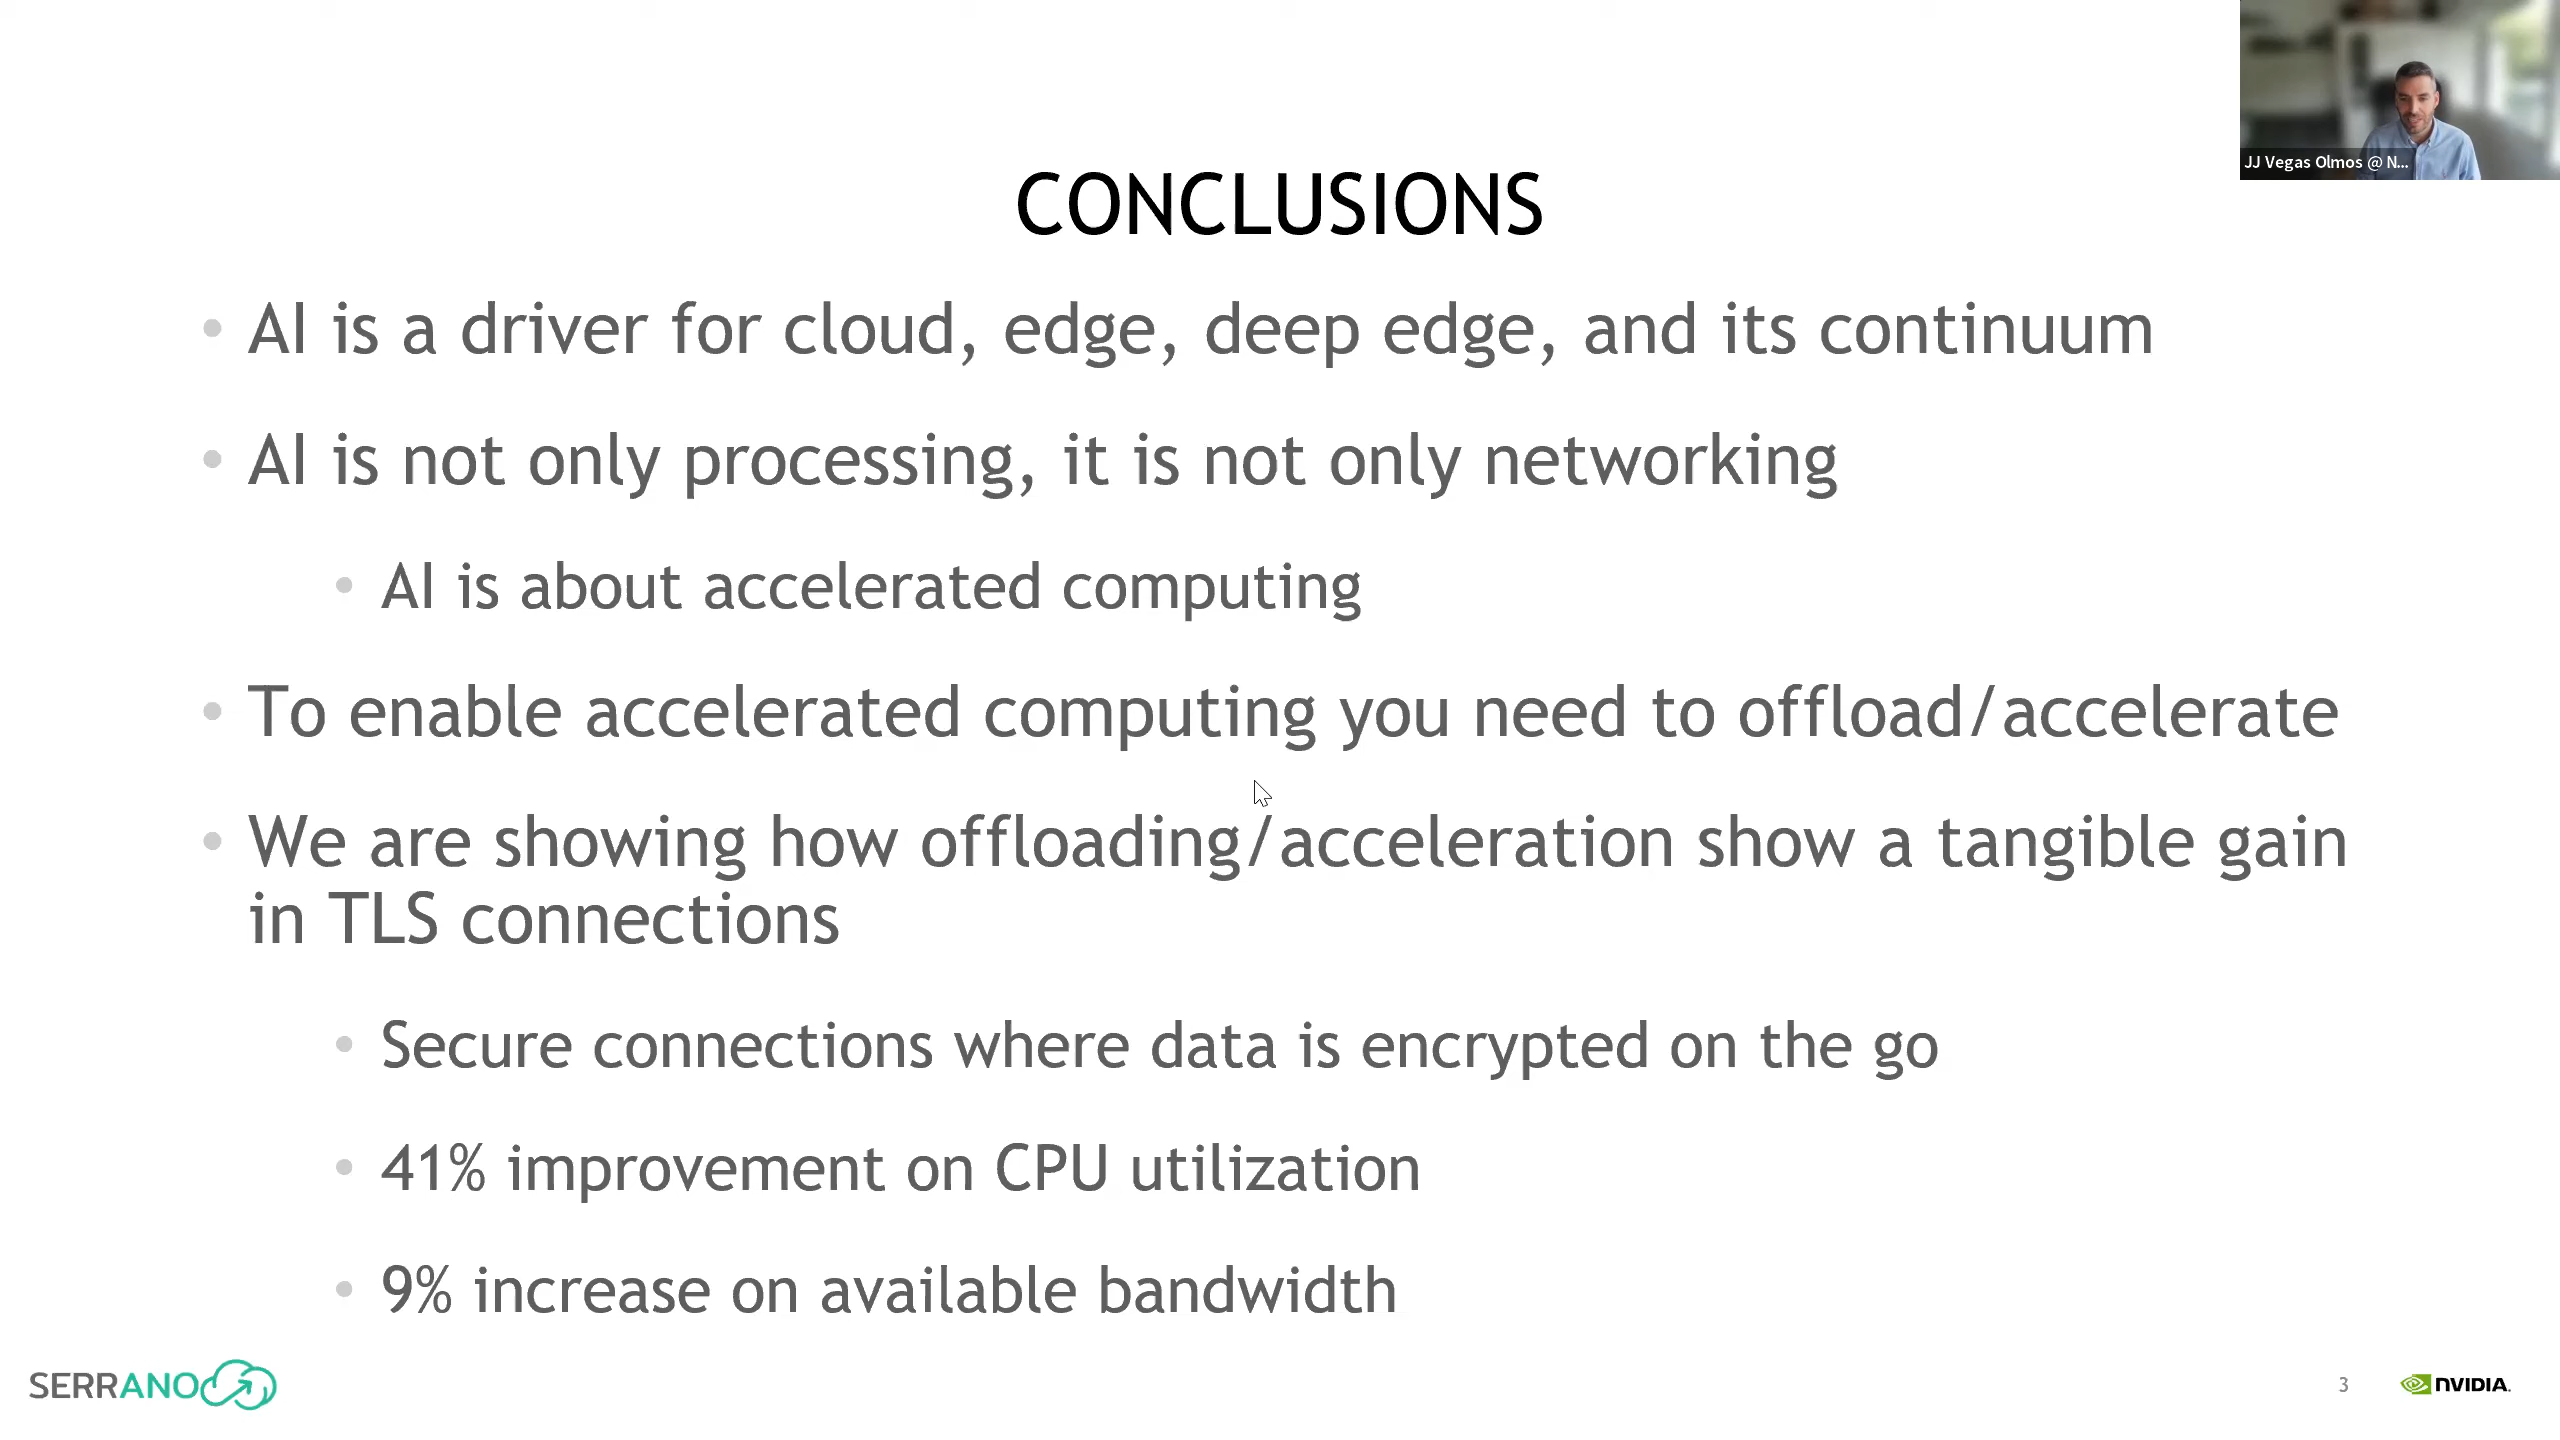 JJ Vegas Olmos @ N...
CONCLUSIONS
• AI is a driver for cloud, edge, deep edge, and its continuum
• AI is not only processing, it is not only networking
• AI is about accelerated computing
• To enable accelerated computing you need to offload/accelerate
• We are showing how offloading/acceleration show a tangible gain
in TLS connections
• Secure connections where data is encrypted on the go
• 41% improvement on CPU utilization
• 9% increase on available bandwidth
SERRANO
3
NVIDIA.